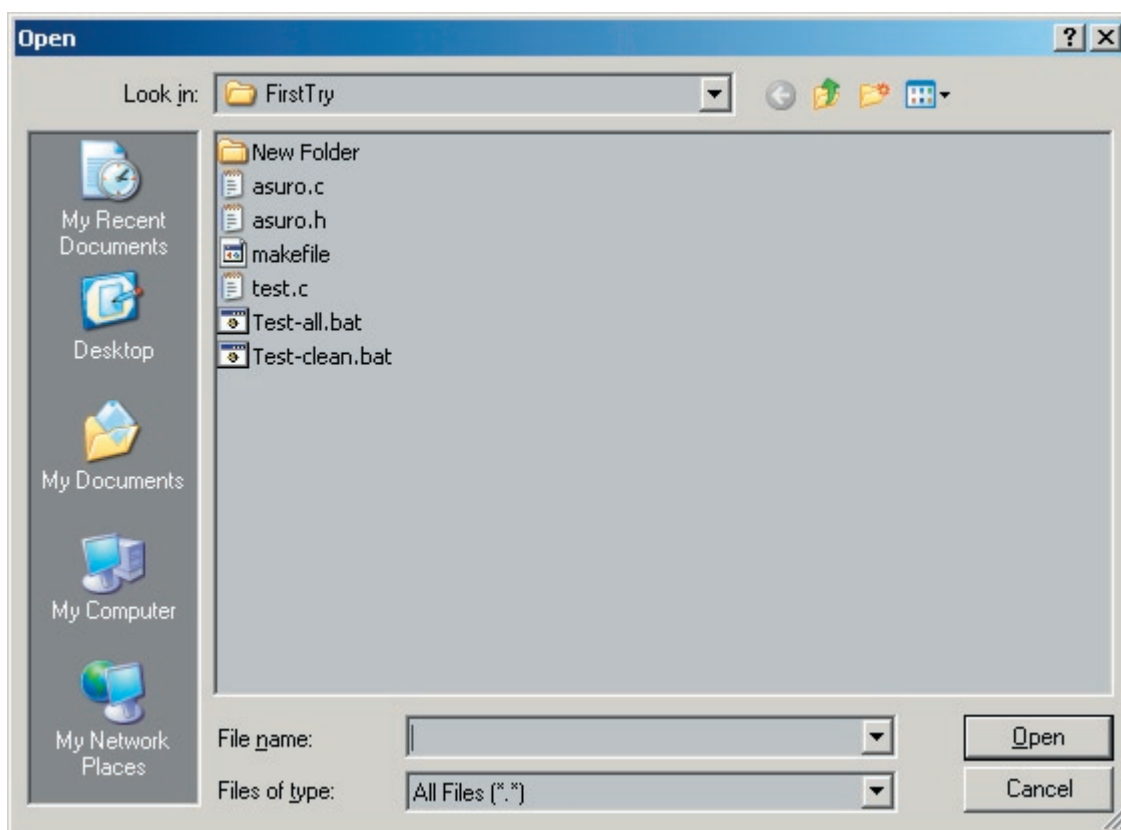 Open
Look in:
FirstTry
My Recent
Documents
Desktop
My Documents
My Computer
My Network
Places
New Folder
asuro.c
asuro.h
makefile
test.c
Test-all.bat
Test-clean.bat
File name:
Open
Files of type:
All Files (*.*)
Cancel